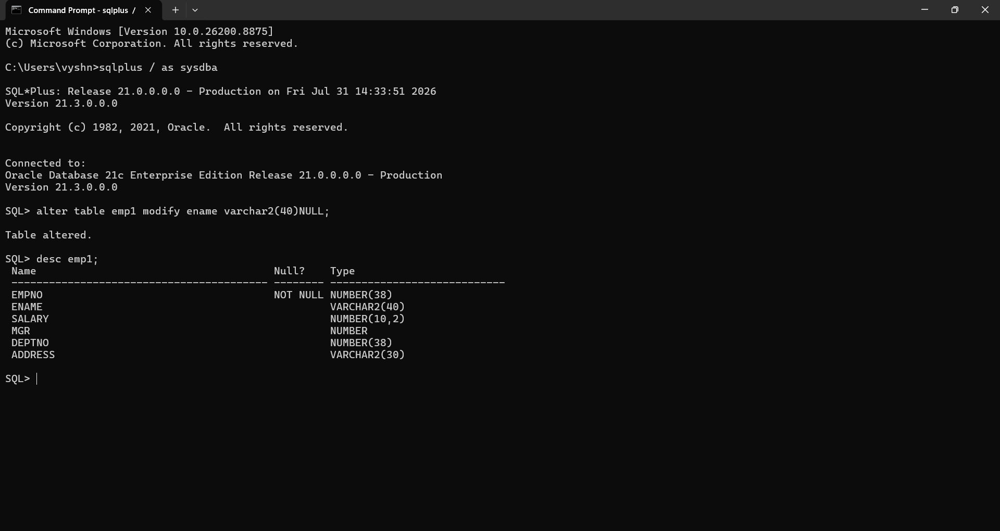 Command Prompt - sqlplus /
Microsoft Windows [Version 10.0.26200.8875]
(c) Microsoft Corporation. All rights reserved.
C:\Users\vyshn>sqlplus / as sysdba
SQL*Plus: Release 21.0.0.0.0 - Production on Fri Jul 31 14:33:51 2026
Version 21.3.0.0.0
Copyright (c) 1982, 2021, Oracle.  All rights reserved.
Connected to:
Oracle Database 21c Enterprise Edition Release 21.0.0.0.0 - Production
Version 21.3.0.0.0
SQL> alter table emp1 modify ename varchar2(40)NULL;
Table altered.
SQL> desc emp1;
 Name                                      Null?    Type
 ----------------------------------------- -------- ----------------------------
 EMPNO                                     NOT NULL NUMBER(38)
 ENAME                                              VARCHAR2(40)
 SALARY                                             NUMBER(10,2)
 MGR                                                NUMBER
 DEPTNO                                             NUMBER(38)
 ADDRESS                                            VARCHAR2(30)
SQL>